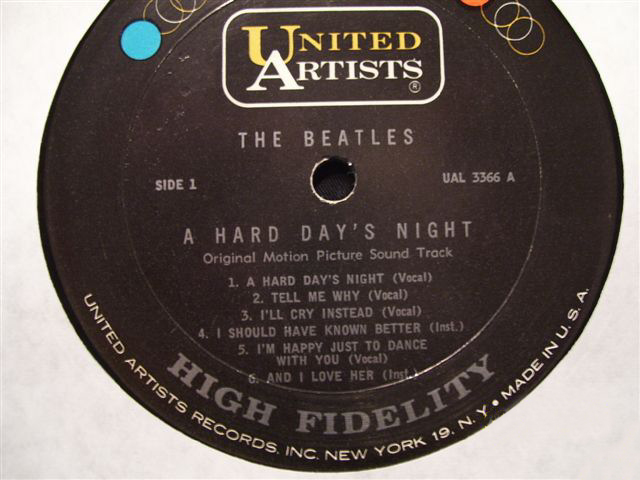 UNITED
ARTISTS®
THE BEATLES
SIDE 1
UAL 3366 A
A HARD DAY'S NIGHT
Original Motion Picture Sound Track
1. A HARD DAY'S NIGHT (Vocal)
2. TELL ME WHY (Vocal)
3. I'LL CRY INSTEAD (Vocal)
4. I SHOULD HAVE KNOWN BETTER (Inst.)
5. I'M HAPPY JUST TO DANCE
WITH YOU (Vocal)
6. AND I LOVE HER (Inst.)
HIGH FIDELITY
UNITED ARTISTS RECORDS, INC. NEW YORK 19, N.Y • MADE IN U.S.A.